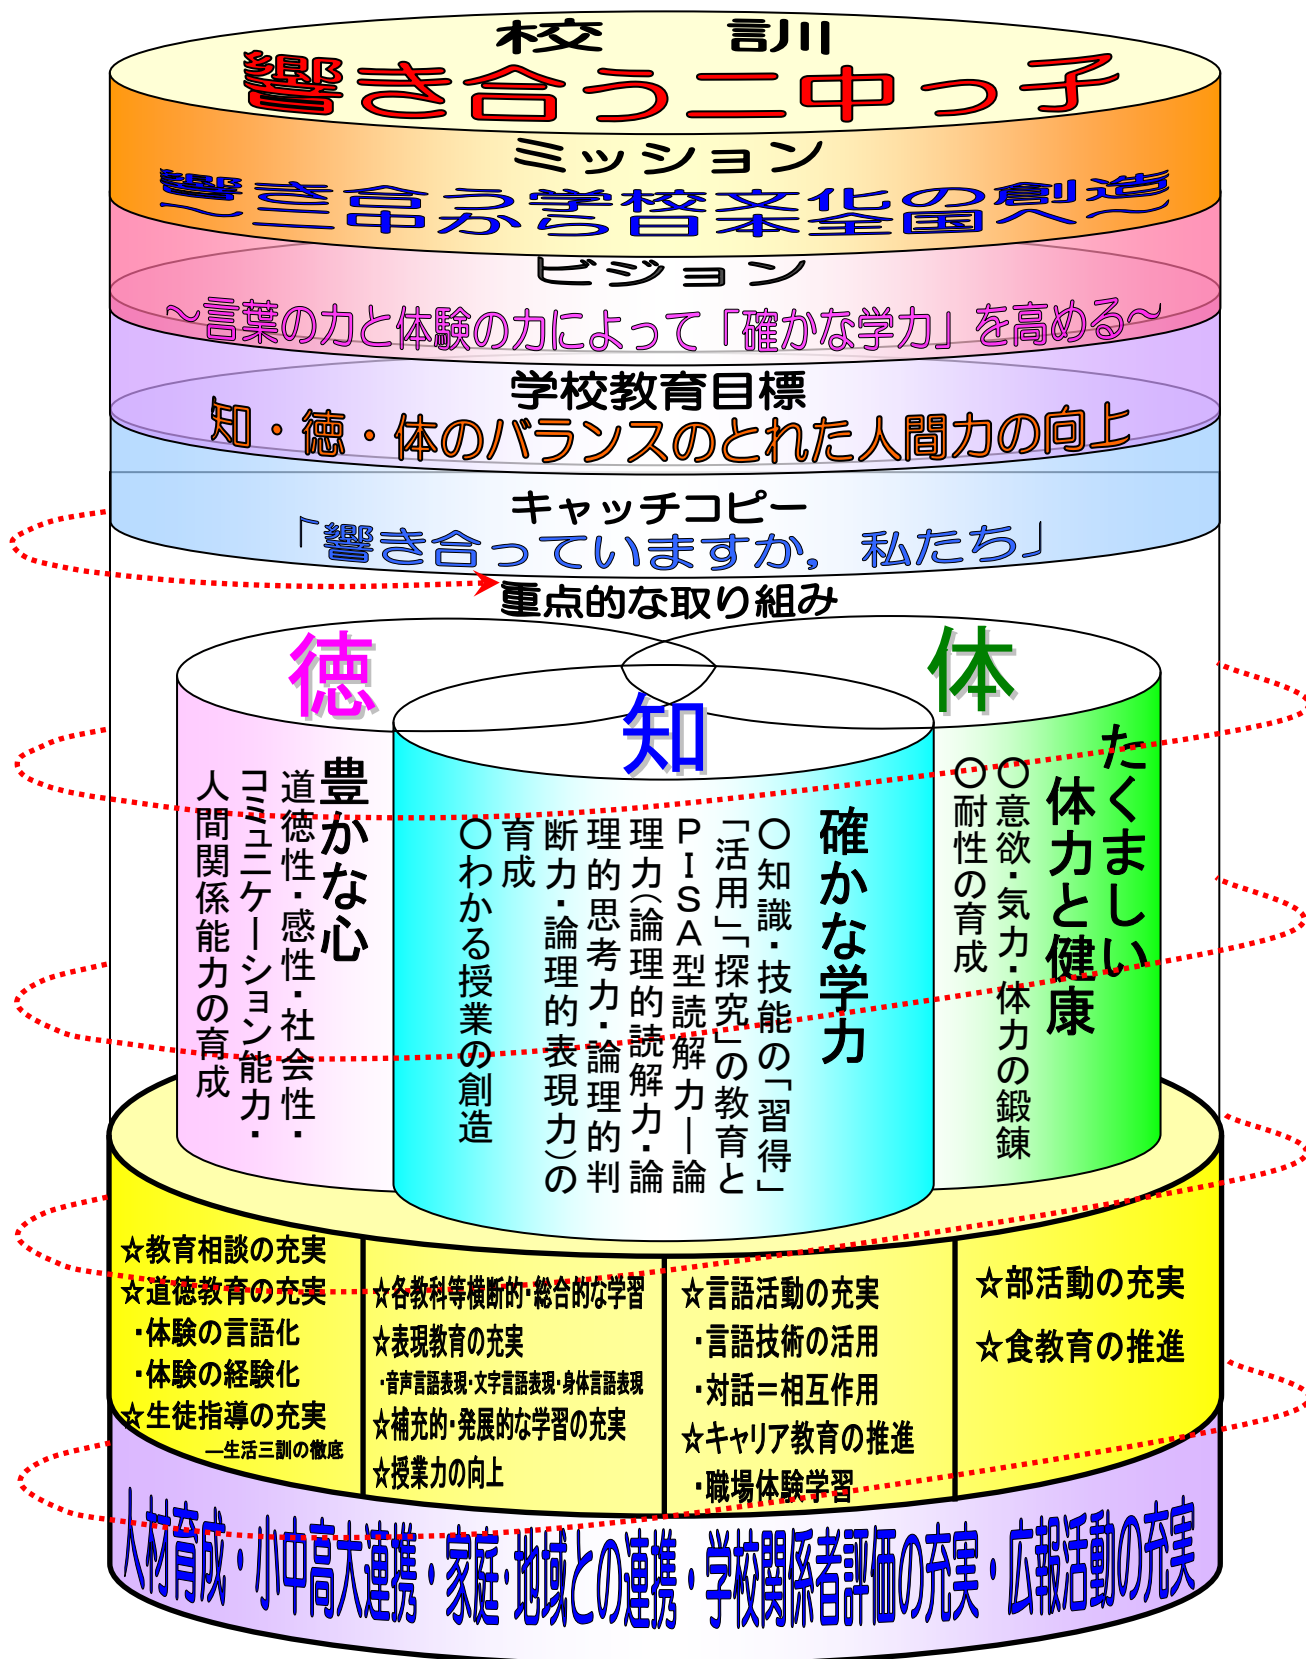 校　訓
響き合う二中っ子
ミッション
響き合う学校文化の創造
～二中から日本全国へ～
ビジョン
～言葉の力と体験の力によって「確かな学力」を高める～
学校教育目標
知・徳・体のバランスのとれた人間力の向上
キャッチコピー
「響き合っていますか，私たち」
重点的な取り組み
徳
豊かな心
道徳性・感性・社会性・
コミュニケーション能力・
人間関係能力の育成
知
確かな学力
〇知識・技能の「習得」
「活用」「探究」の教育と
ＰＩＳＡ型読解力―論
理力（論理的読解力・論
理的思考力・論理的判
断力・論理的表現力）の
育成
〇わかる授業の創造
体
たくましい
体力と健康
〇意欲・気力・体力の鍛錬
〇耐性の育成
☆教育相談の充実
☆道徳教育の充実
・体験の言語化
・体験の経験化
☆生徒指導の充実
―生活三訓の徹底
☆各教科等横断的・総合的な学習
☆表現教育の充実
・音声言語表現・文字言語表現・身体言語表現
☆補充的・発展的な学習の充実
☆授業力の向上
☆言語活動の充実
・言語技術の活用
・対話＝相互作用
☆キャリア教育の推進
・職場体験学習
☆部活動の充実
☆食教育の推進
人材育成・小中高大連携・家庭・地域との連携・学校関係者評価の充実・広報活動の充実